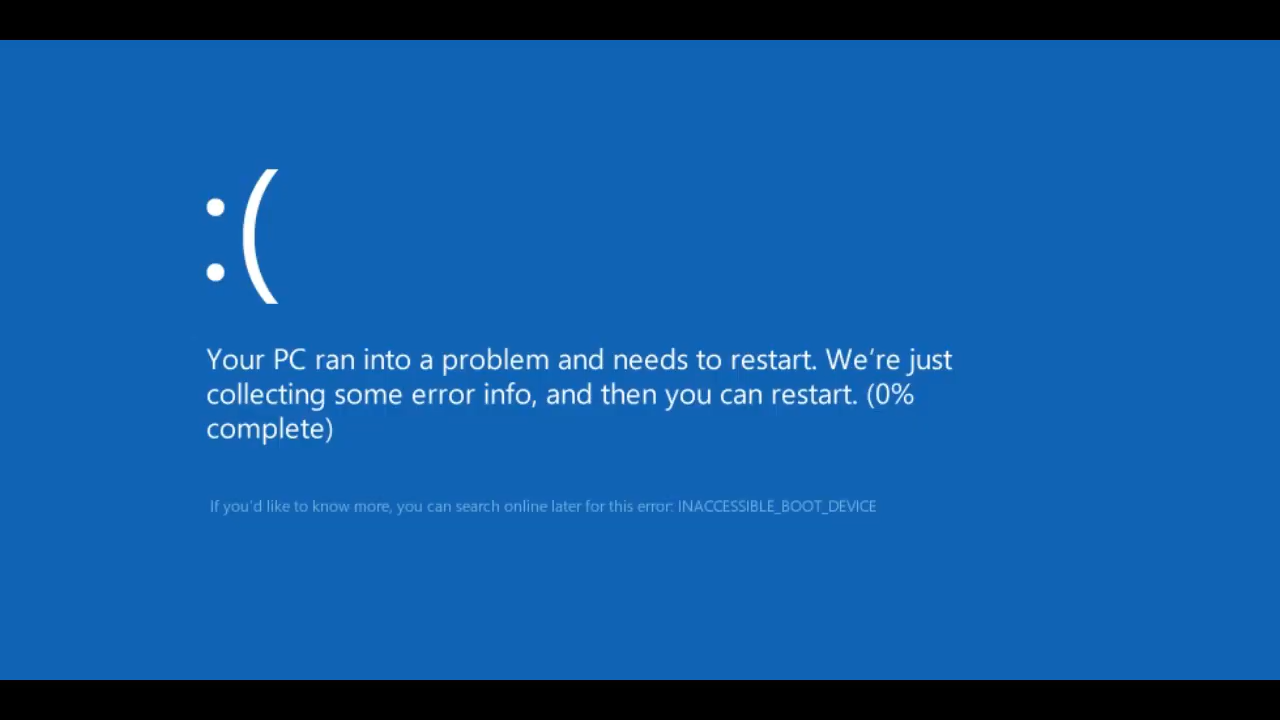 :(
Your PC ran into a problem and needs to restart. We're just
collecting some error info, and then you can restart. (0%
complete)
If you'd like to know more, you can search online later for this error: INACCESSIBLE_BOOT_DEVICE